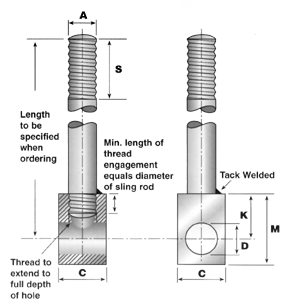 A
S
Length
to be
specified
when
ordering
Min. length of
thread
engagement
equals diameter
of sling rod
Tack Welded
K
M
D
Thread to
extend to
full depth
of hole
C
C